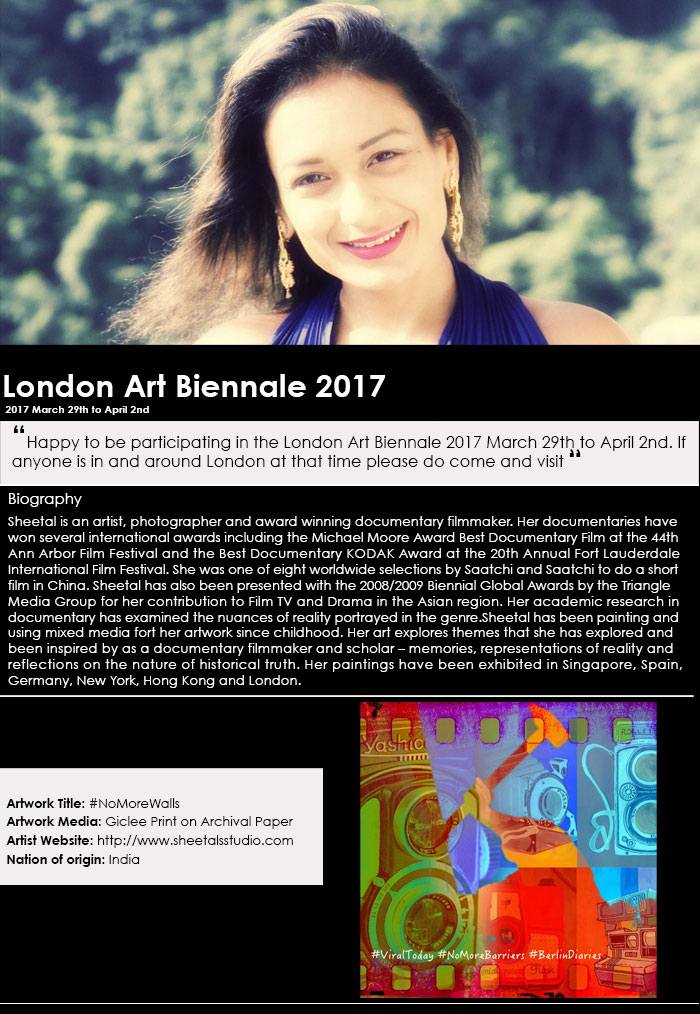 London Art Biennale 2017
2017 March 29th to April 2nd
“ Happy to be participating in the London Art Biennale 2017 March 29th to April 2nd. If
anyone is in and around London at that time please do come and visit “
Biography
Sheetal is an artist, photographer and award winning documentary filmmaker. Her documentaries have
won several international awards including the Michael Moore Award Best Documentary Film at the 44th
Ann Arbor Film Festival and the Best Documentary KODAK Award at the 20th Annual Fort Lauderdale
International Film Festival. She was one of eight worldwide selections by Saatchi and Saatchi to do a short
film in China. Sheetal has also been presented with the 2008/2009 Biennial Global Awards by the Triangle
Media Group for her contribution to Film TV and Drama in the Asian region. Her academic research in
documentary has examined the nuances of reality portrayed in the genre.Sheetal has been painting and
using mixed media fort her artwork since childhood. Her art explores themes that she has explored and
been inspired by as a documentary filmmaker and scholar – memories, representations of reality and
reflections on the nature of historical truth. Her paintings have been exhibited in Singapore, Spain,
Germany, New York, Hong Kong and London.
Artwork Title: #NoMoreWalls
Artwork Media: Giclee Print on Archival Paper
Artist Website: http://www.sheetalsstudio.com
Nation of origin: India
Yashica
#ViralToday #NoMoreBarriers #BerlinDiaries